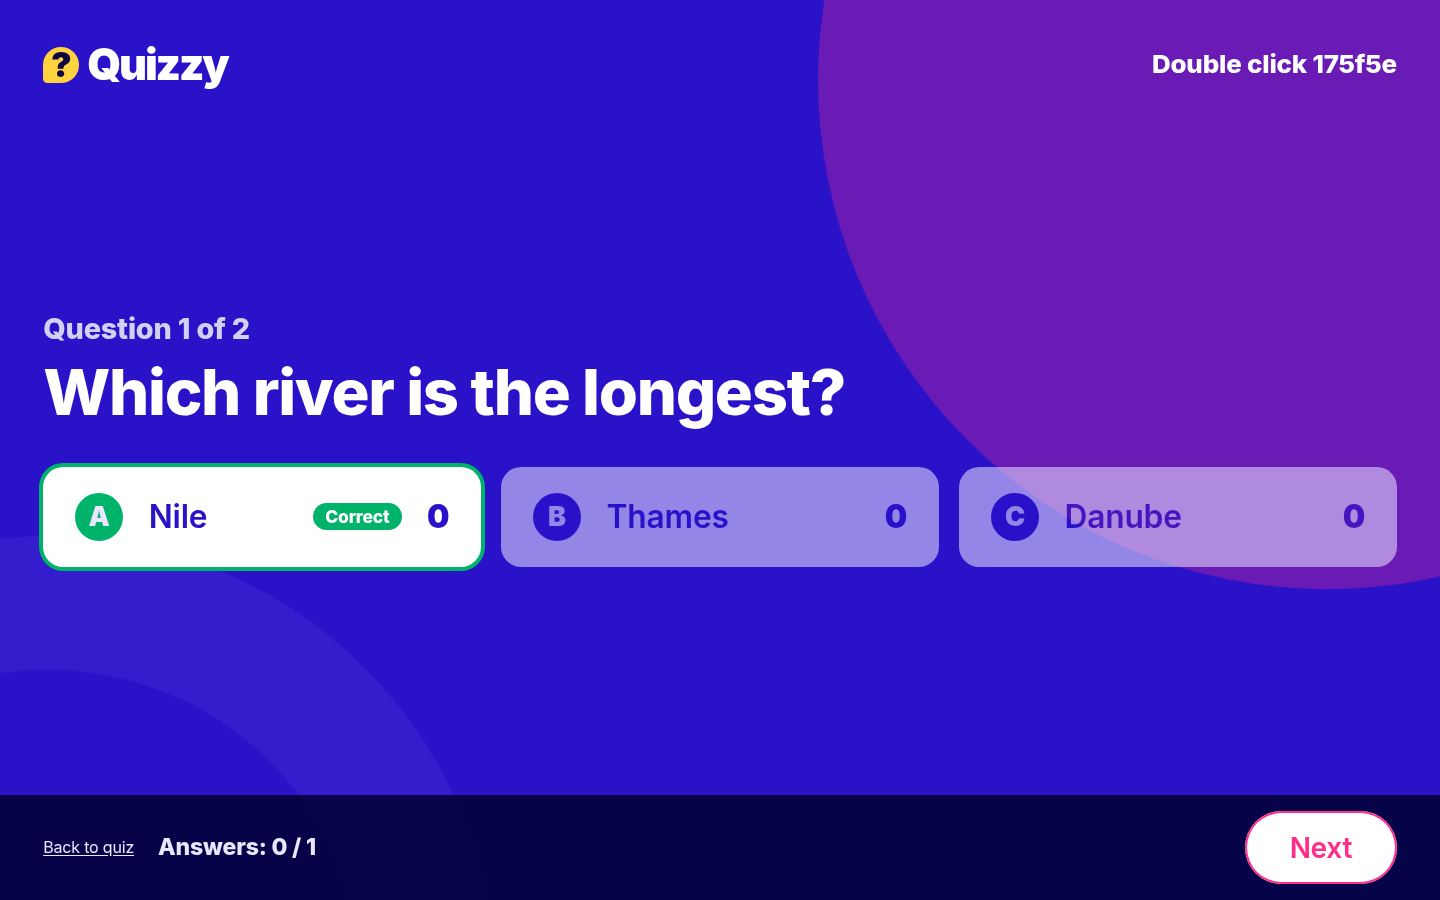 ? Quizzy
Double click 175f5e
Question 1 of 2
Which river is the longest?
A Nile Correct 0
B Thames 0
C Danube 0
Back to quiz Answers: 0 / 1
Next